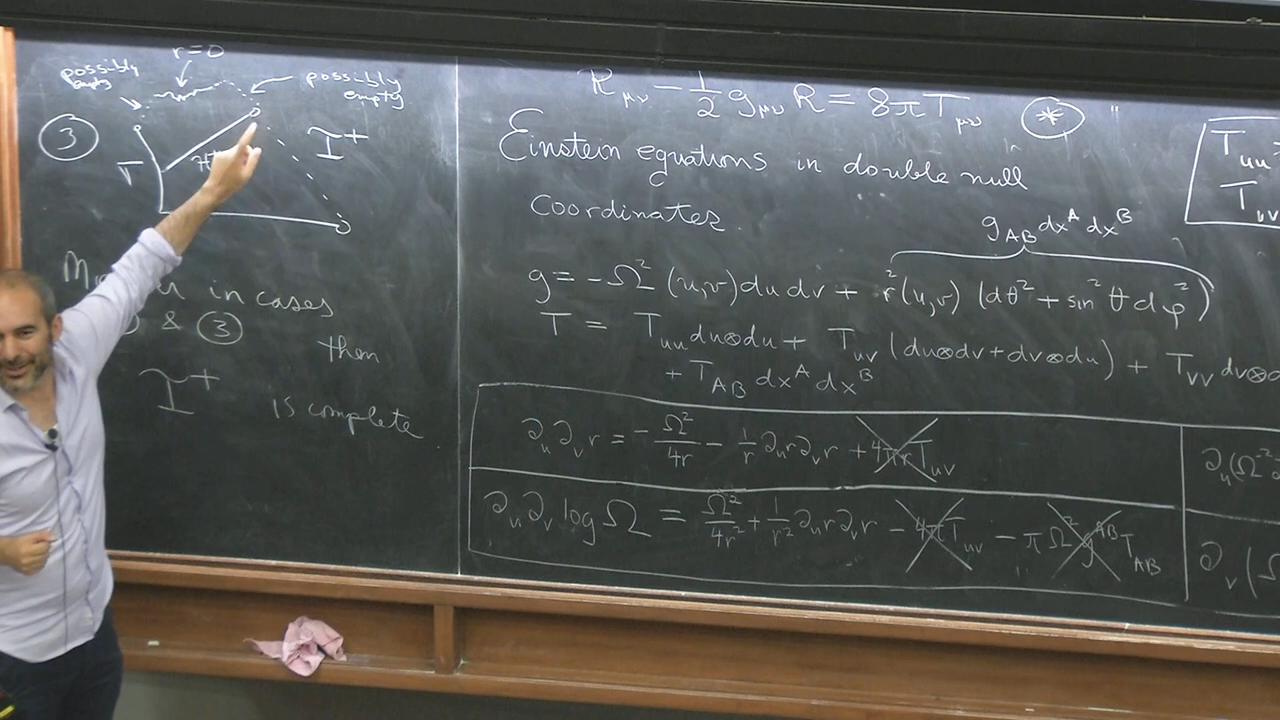 r=0
possibly empty
possibly empty
③
Γ
H⁺
I⁺
in cases
& ③
then
I⁺ is complete
R_μν − 1/2 g_μν R = 8π T_μν ⊛
Einstein equations in double null
coordinates.
g_AB dx^A dx^B
g = −Ω² (u,v) du dv + r²(u,v) (dθ² + sin²θ dφ²)
T = T_uu du⊗du + T_uv (du⊗dv + dv⊗du) + T_vv dv⊗d
+ T_AB dx^A dx^B
∂_u ∂_v r = −Ω²/4r − 1/r ∂_u r ∂_v r + 4πr T_uv
∂_u ∂_v log Ω = Ω²/4r² + 1/r² ∂_u r ∂_v r − 4π T_uv − π Ω² g^AB T_AB
T_uu
T_vv
∂_u (Ω⁻²
∂_v (Ω